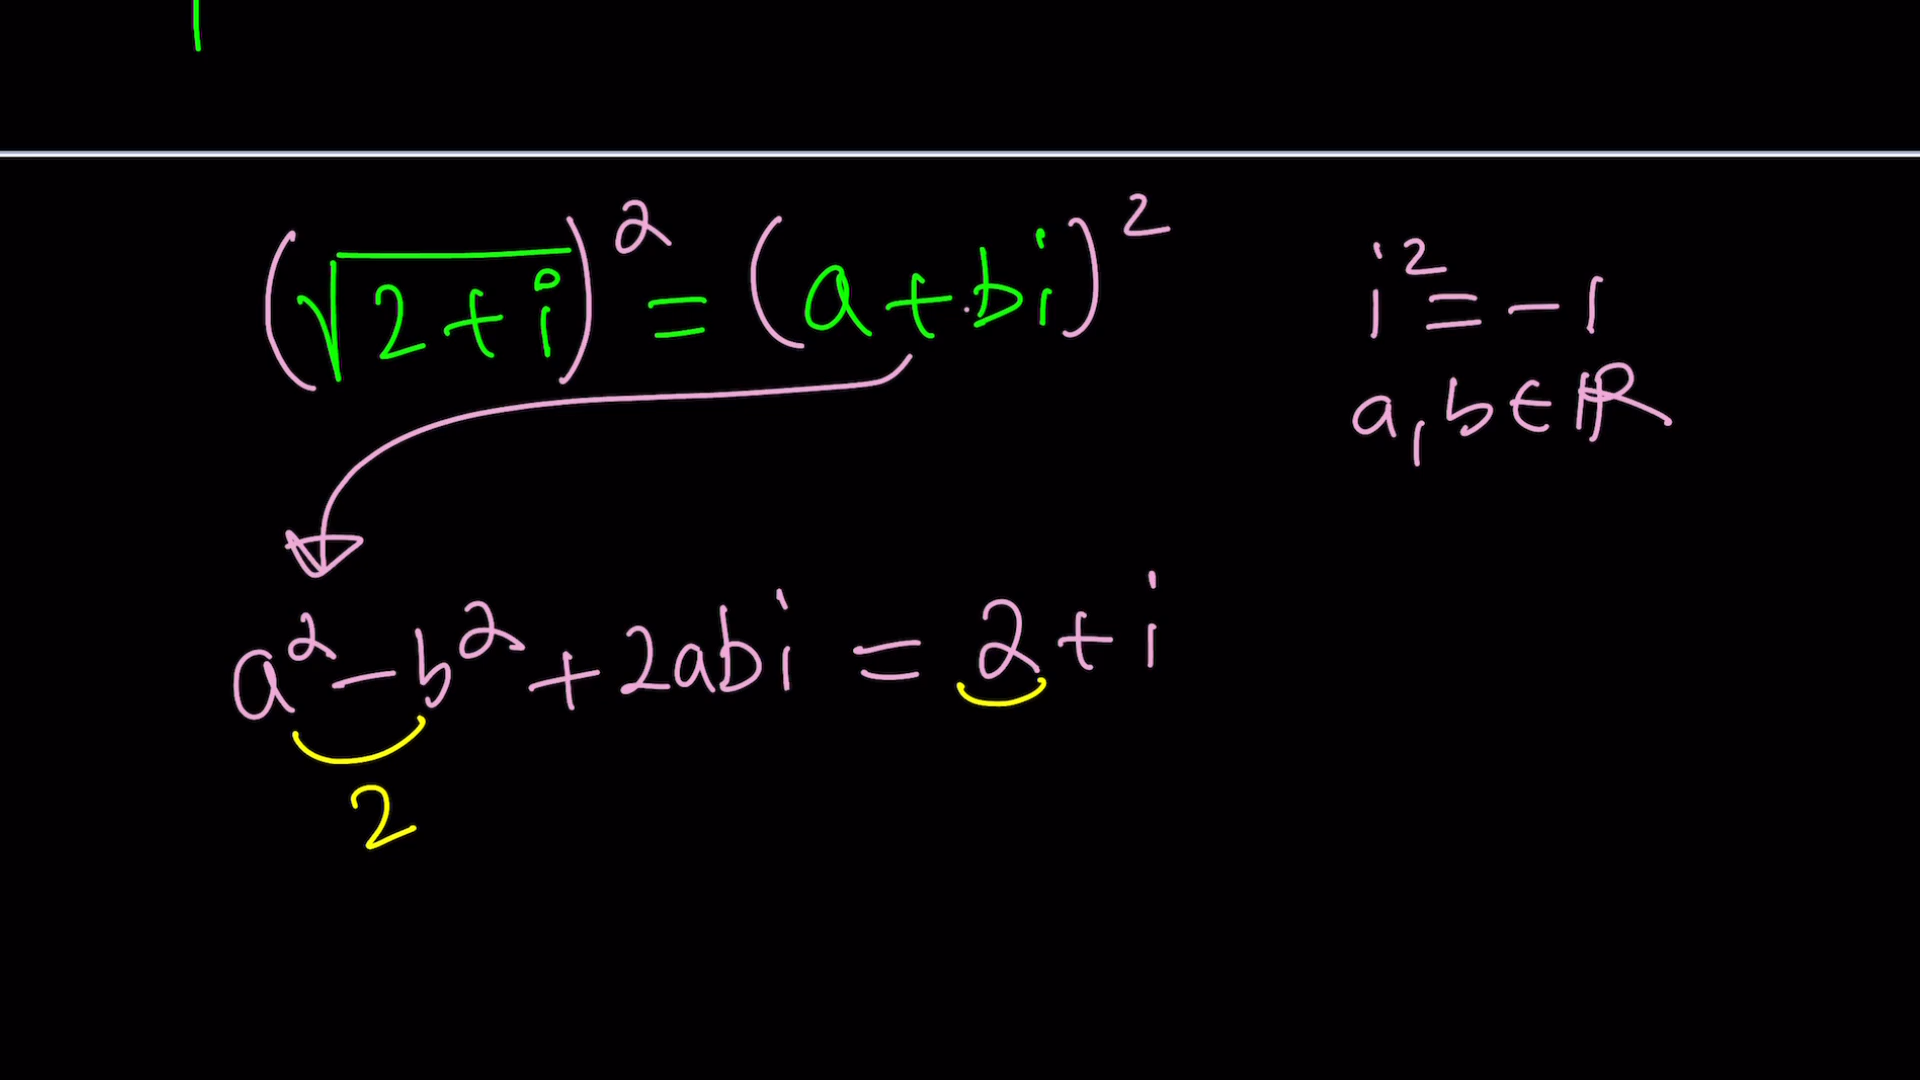 (√2+i)² = (a+bi)²
i² = -1
a,b ∈ ℝ
a² - b² + 2abi = 2 + i
2